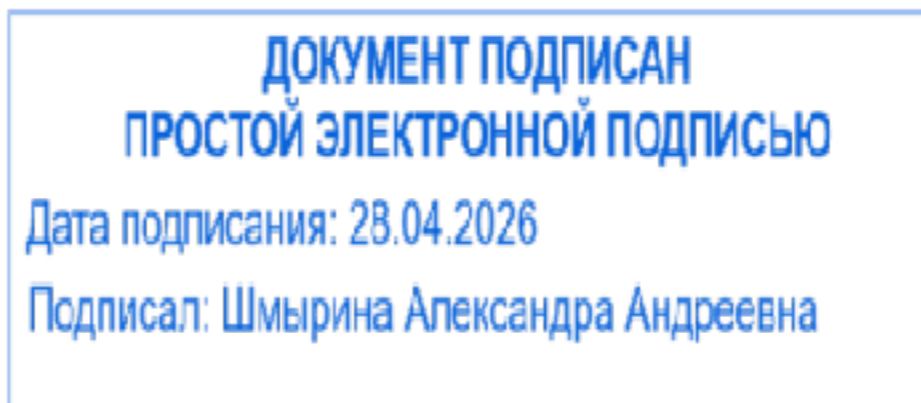 ДОКУМЕНТ ПОДПИСАН
ПРОСТОЙ ЭЛЕКТРОННОЙ ПОДПИСЬЮ
Дата подписания: 28.04.2026
Подписал: Шмырина Александра Андреевна